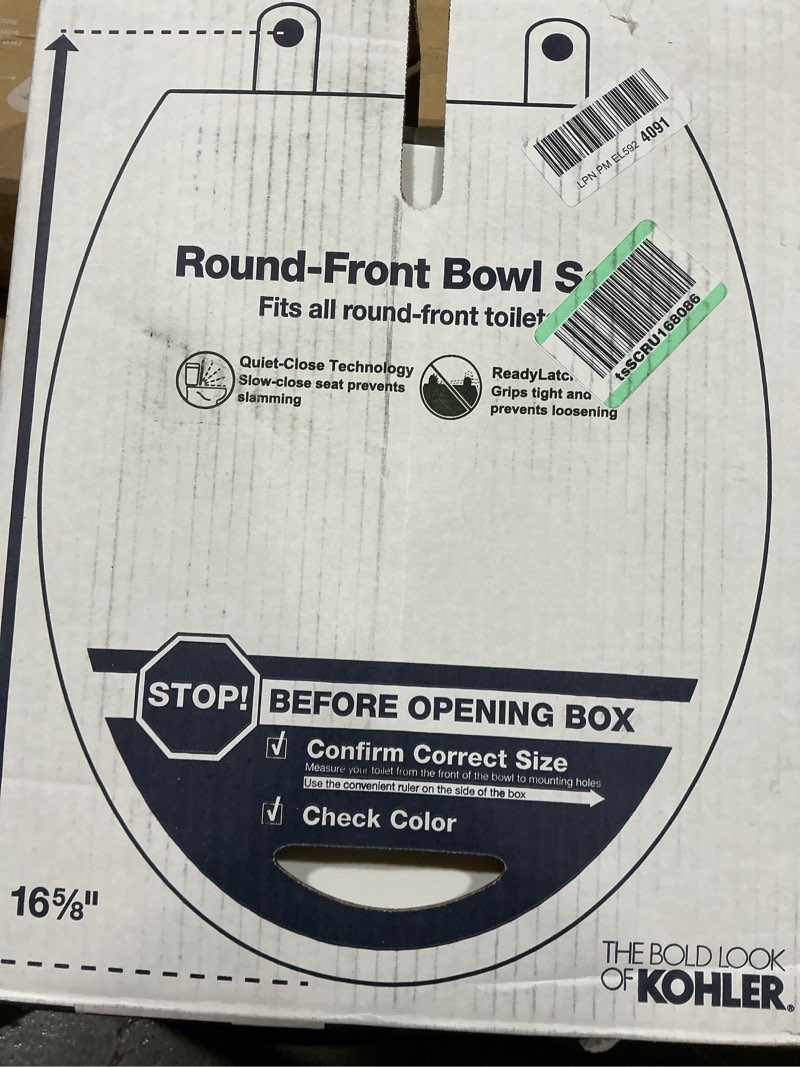 LPN PM EL592 4091
tsSCRU168086
Round-Front Bowl
Fits all round-front
Quiet-Close Technology
Slow-close seat prevents
slamming
Grips tight and
prevents loosening
STOP!
BEFORE OPENING BOX
Confirm Correct Size
Measure your toilet from the front of the bowl to mounting holes
Use the convenient ruler on the side of the box
Check Color
16⅝"
THE BOLD LOOK
OF KOHLER®